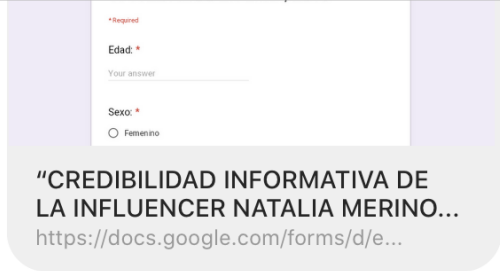 * Required
Edad: *
Your answer
Sexo: *
Femenino
“CREDIBILIDAD INFORMATIVA DE
LA INFLUENCER NATALIA MERINO...
https://docs.google.com/forms/d/e...